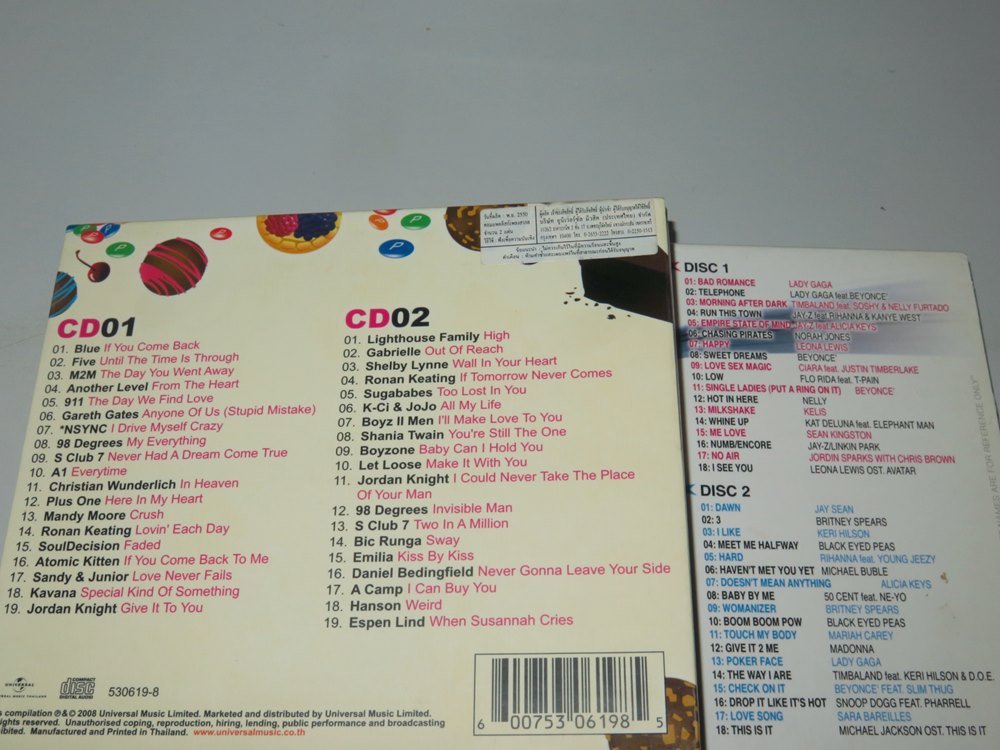 CD01
01. Blue If You Come Back
02. Five Until The Time Is Through
03. M2M The Day You Went Away
04. Another Level From The Heart
05. 911 The Day We Find Love
06. Gareth Gates Anyone Of Us (Stupid Mistake)
07. *NSYNC I Drive Myself Crazy
08. 98 Degrees My Everything
09. S Club 7 Never Had A Dream Come True
10. A1 Everytime
11. Christian Wunderlich In Heaven
12. Plus One Here In My Heart
13. Mandy Moore Crush
14. Ronan Keating Lovin' Each Day
15. SoulDecision Faded
16. Atomic Kitten If You Come Back To Me
17. Sandy & Junior Love Never Fails
18. Kavana Special Kind Of Something
19. Jordan Knight Give It To You
CD02
01. Lighthouse Family High
02. Gabrielle Out Of Reach
03. Shelby Lynne Wall In Your Heart
04. Ronan Keating If Tomorrow Never Comes
05. Sugababes Too Lost In You
06. K-Ci & JoJo All My Life
07. Boyz II Men I'll Make Love To You
08. Shania Twain You're Still The One
09. Boyzone Baby Can I Hold You
10. Let Loose Make It With You
11. Jordan Knight I Could Never Take The Place
Of Your Man
12. 98 Degrees Invisible Man
13. S Club 7 Two In A Million
14. Bic Runga Sway
15. Emilia Kiss By Kiss
16. Daniel Bedingfield Never Gonna Leave Your Side
17. A Camp I Can Buy You
18. Hanson Weird
19. Espen Lind When Susannah Cries
UNIVERSAL
COMPACT
disc
DIGITAL AUDIO
530619-8
compilation ℗&© 2008 Universal Music Limited. Marketed and distributed by Universal Music Limited.
rights reserved. Unauthorised copying, reproduction, hiring, lending, public performance and broadcasting
Manufactured and Printed in Thailand. www.universalmusic.co.th
6 00753 06198 5
DISC 1
01: BAD ROMANCE LADY GAGA
02: TELEPHONE LADY GAGA feat.BEYONCE'
03: MORNING AFTER DARK TIMBALAND feat. SOSHY & NELLY FURTADO
04: RUN THIS TOWN JAY-Z feat.RIHANNA & KANYE WEST
05: EMPIRE STATE OF MIND JAY-Z feat ALICIA KEYS
06: CHASING PIRATES NORAH JONES
07: HAPPY LEONA LEWIS
08: SWEET DREAMS BEYONCE'
09: LOVE SEX MAGIC CIARA feat. JUSTIN TIMBERLAKE
10: LOW FLO RIDA feat. T-PAIN
11: SINGLE LADIES (PUT A RING ON IT) BEYONCE'
12: HOT IN HERE NELLY
13: MILKSHAKE KELIS
14: WHINE UP KAT DELUNA feat. ELEPHANT MAN
15: ME LOVE SEAN KINGSTON
16: NUMB/ENCORE JAY-Z/LINKIN PARK
17: NO AIR JORDIN SPARKS WITH CHRIS BROWN
18: I SEE YOU LEONA LEWIS OST. AVATAR
DISC 2
01: DAWN JAY SEAN
02: 3 BRITNEY SPEARS
03: I LIKE KERI HILSON
04: MEET ME HALFWAY BLACK EYED PEAS
05: HARD RIHANNA feat. YOUNG JEEZY
06: HAVEN'T MET YOU YET MICHAEL BUBLE
07: DOESN'T MEAN ANYTHING ALICIA KEYS
08: BABY BY ME 50 CENT feat. NE-YO
09: WOMANIZER BRITNEY SPEARS
10: BOOM BOOM POW BLACK EYED PEAS
11: TOUCH MY BODY MARIAH CAREY
12: GIVE IT 2 ME MADONNA
13: POKER FACE LADY GAGA
14: THE WAY I ARE TIMBALAND feat. KERI HILSON & D.O.E.
15: CHECK ON IT BEYONCE' FEAT. SLIM THUG
16: DROP IT LIKE IT'S HOT SNOOP DOGG FEAT. PHARRELL
17: LOVE SONG SARA BAREILLES
18: THIS IS IT MICHAEL JACKSON OST. THIS IS IT
ARE FOR REFERENCE ONLY"